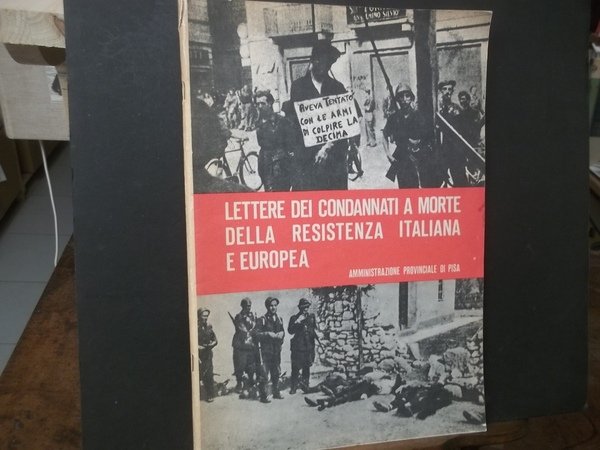 AVEVA TENTATO
CON LE ARMI
DI COLPIRE LA
DECIMA
LETTERE DEI CONDANNATI A MORTE
DELLA RESISTENZA ITALIANA
E EUROPEA
AMMINISTRAZIONE PROVINCIALE DI PISA